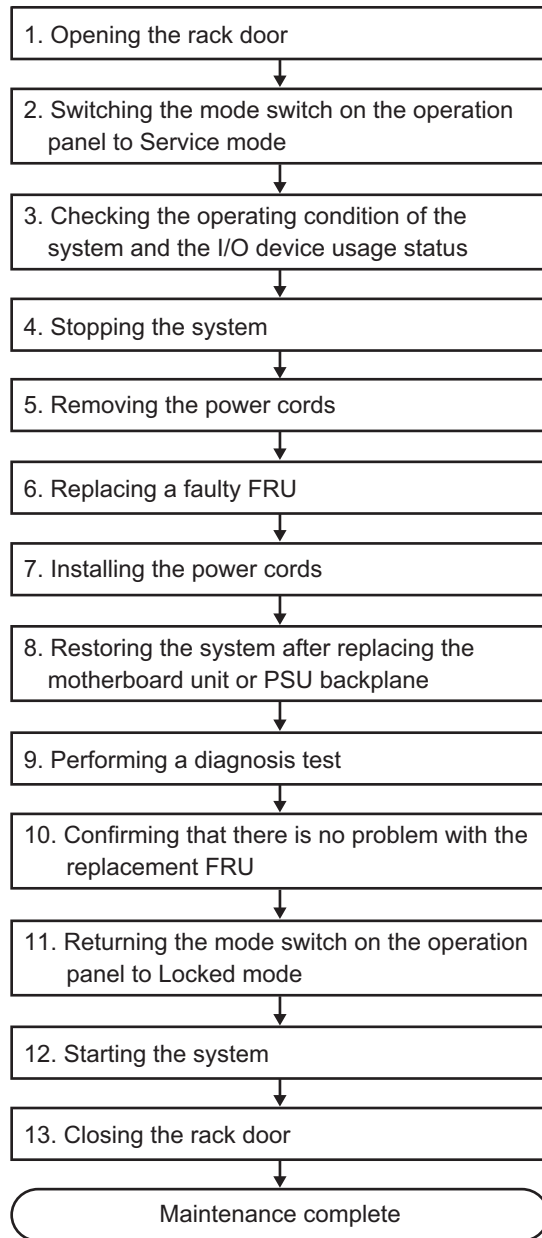 1. Opening the rack door
2. Switching the mode switch on the operation
panel to Service mode
3. Checking the operating condition of the
system and the I/O device usage status
4. Stopping the system
5. Removing the power cords
6. Replacing a faulty FRU
7. Installing the power cords
8. Restoring the system after replacing the
motherboard unit or PSU backplane
9. Performing a diagnosis test
10. Confirming that there is no problem with the
replacement FRU
11. Returning the mode switch on the operation
panel to Locked mode
12. Starting the system
13. Closing the rack door
Maintenance complete